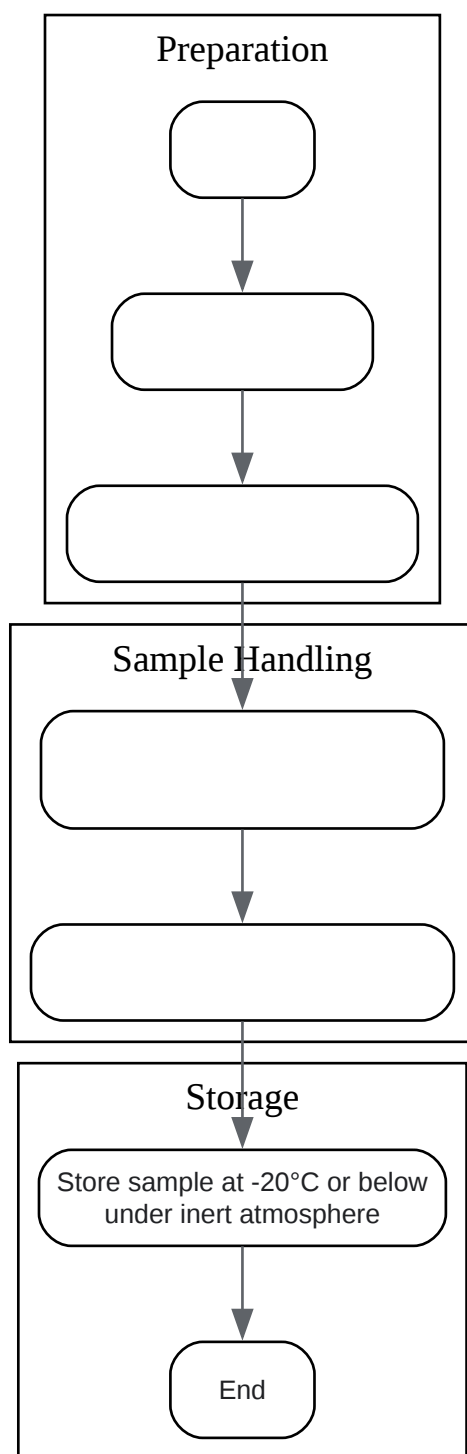 Preparation
Sample Handling
Storage
Store sample at -20°C or below
under inert atmosphere
End